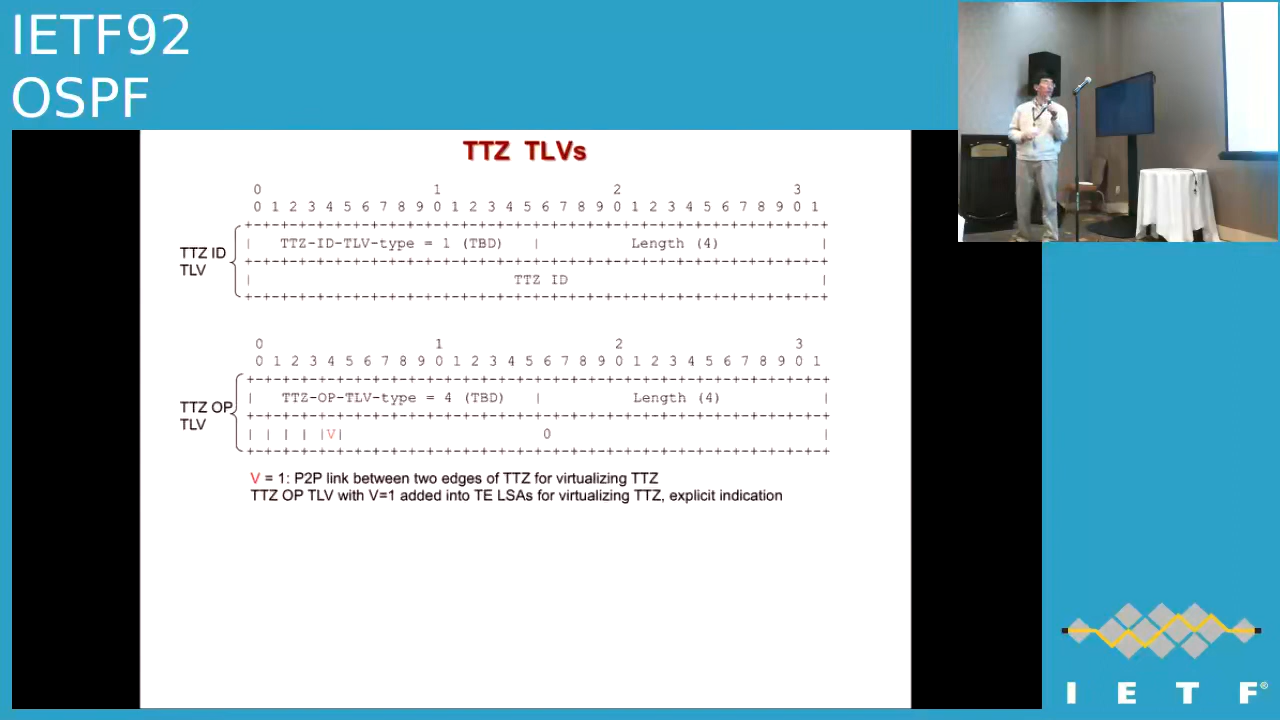 IETF92
OSPF
TTZ TLVs
0 1 2 3
0 1 2 3 4 5 6 7 8 9 0 1 2 3 4 5 6 7 8 9 0 1 2 3 4 5 6 7 8 9 0 1
+-+-+-+-+-+-+-+-+-+-+-+-+-+-+-+-+-+-+-+-+-+-+-+-+-+-+-+-+-+-+-+-+
TTZ ID
TLV
| TTZ-ID-TLV-type = 1 (TBD) | Length (4) |
+-+-+-+-+-+-+-+-+-+-+-+-+-+-+-+-+-+-+-+-+-+-+-+-+-+-+-+-+-+-+-+-+
| TTZ ID |
+-+-+-+-+-+-+-+-+-+-+-+-+-+-+-+-+-+-+-+-+-+-+-+-+-+-+-+-+-+-+-+-+
0 1 2 3
0 1 2 3 4 5 6 7 8 9 0 1 2 3 4 5 6 7 8 9 0 1 2 3 4 5 6 7 8 9 0 1
+-+-+-+-+-+-+-+-+-+-+-+-+-+-+-+-+-+-+-+-+-+-+-+-+-+-+-+-+-+-+-+-+
TTZ OP
TLV
| TTZ-OP-TLV-type = 4 (TBD) | Length (4) |
+-+-+-+-+-+-+-+-+-+-+-+-+-+-+-+-+-+-+-+-+-+-+-+-+-+-+-+-+-+-+-+-+
| | | | |V| 0 |
+-+-+-+-+-+-+-+-+-+-+-+-+-+-+-+-+-+-+-+-+-+-+-+-+-+-+-+-+-+-+-+-+
V = 1: P2P link between two edges of TTZ for virtualizing TTZ
TTZ OP TLV with V=1 added into TE LSAs for virtualizing TTZ, explicit indication
I E T F®